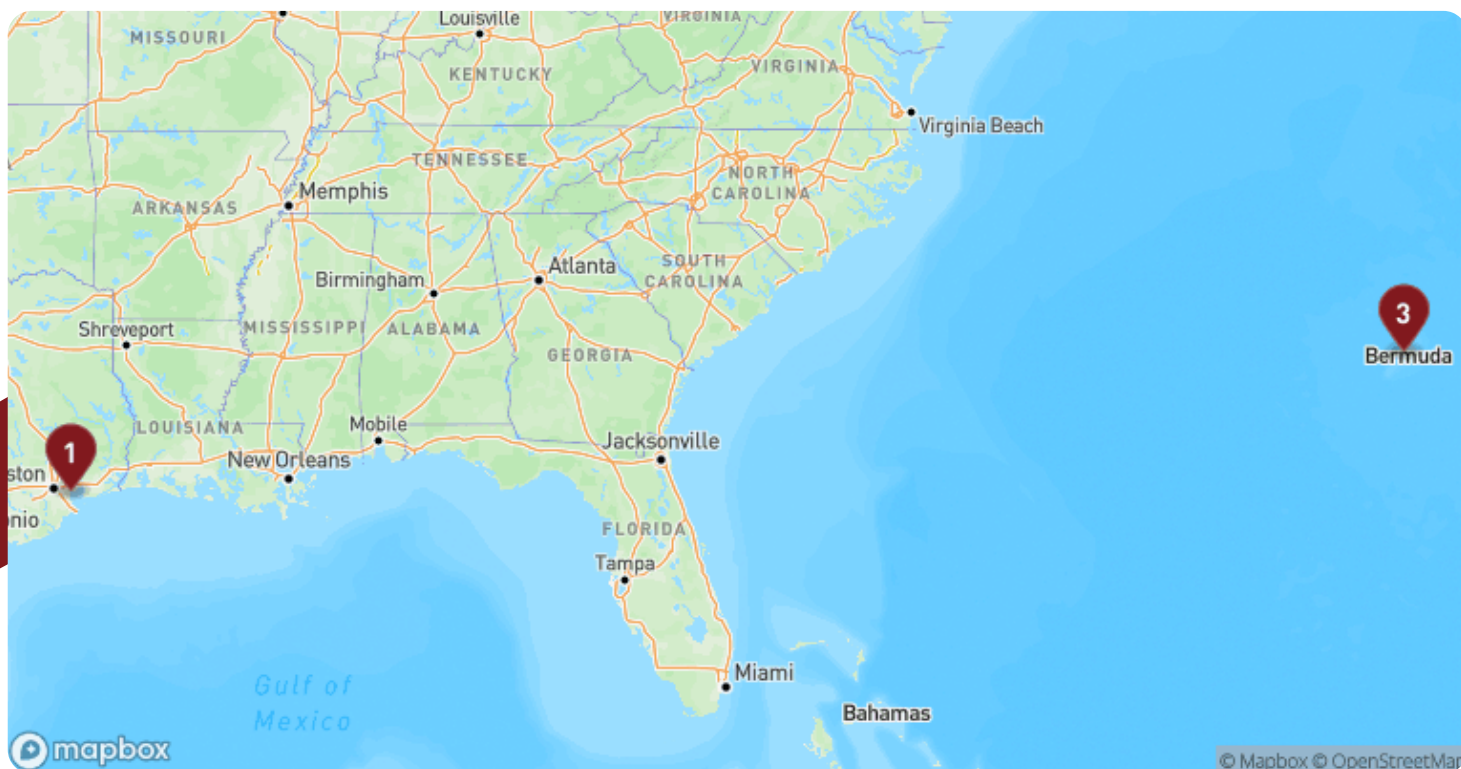 Louisville
VIRGINIA
MISSOURI
KENTUCKY
VIRGINIA
Virginia Beach
TENNESSEE
NORTH
CAROLINA
Memphis
ARKANSAS
Atlanta
SOUTH
CAROLINA
Birmingham
3
Shreveport
MISSISSIPPI
ALABAMA
GEORGIA
Bermuda
LOUISIANA
Mobile
Jacksonville
1
New Orleans
ston
onio
FLORIDA
Tampa
Miami
Gulf of
Mexico
Bahamas
mapbox
© Mapbox © OpenStreetMap